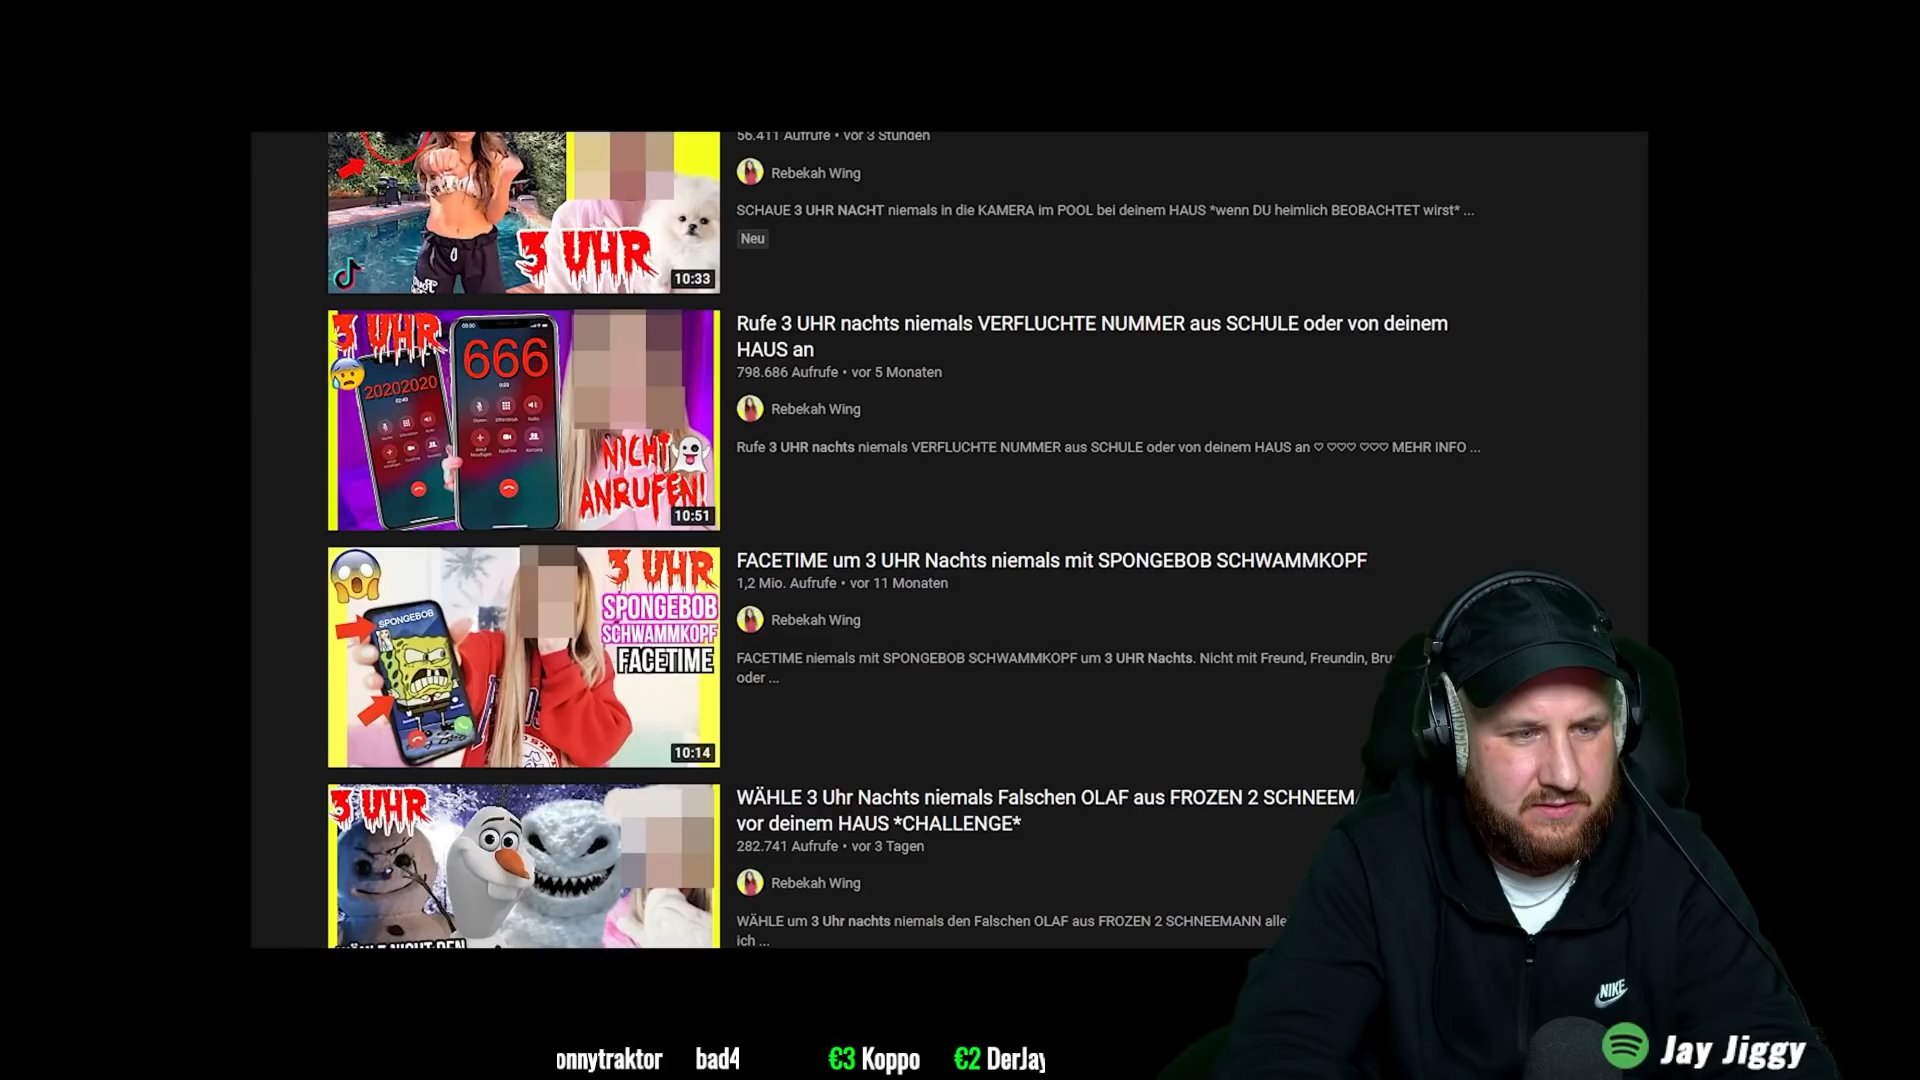 56.411 Aufrufe • vor 3 Stunden
Rebekah Wing
SCHAUE 3 UHR NACHT niemals in die KAMERA im POOL bei deinem HAUS *wenn DU heimlich BEOBACHTET wirst* ...
Neu
3 UHR
10:33
Rufe 3 UHR nachts niemals VERFLUCHTE NUMMER aus SCHULE oder von deinem
HAUS an
798.686 Aufrufe • vor 5 Monaten
Rebekah Wing
Rufe 3 UHR nachts niemals VERFLUCHTE NUMMER aus SCHULE oder von deinem HAUS an ♡ ♡♡♡ ♡♡♡ MEHR INFO ...
3 UHR
20202020
666
NICHT
ANRUFEN!
10:51
FACETIME um 3 UHR Nachts niemals mit SPONGEBOB SCHWAMMKOPF
1,2 Mio. Aufrufe • vor 11 Monaten
Rebekah Wing
FACETIME niemals mit SPONGEBOB SCHWAMMKOPF um 3 UHR Nachts. Nicht mit Freund, Freundin, Bru
oder ...
3 UHR
SPONGEBOB
SPONGEBOB
SCHWAMMKOPF
FACETIME
10:14
WÄHLE 3 Uhr Nachts niemals Falschen OLAF aus FROZEN 2 SCHNEEM
vor deinem HAUS *CHALLENGE*
282.741 Aufrufe • vor 3 Tagen
Rebekah Wing
WÄHLE um 3 Uhr nachts niemals den Falschen OLAF aus FROZEN 2 SCHNEEMANN alle
ich ...
3 UHR
WÄHLE NICHT DEN
NIKE
onnytraktor bad4 €3 Koppo €2 DerJay
Jay Jiggy